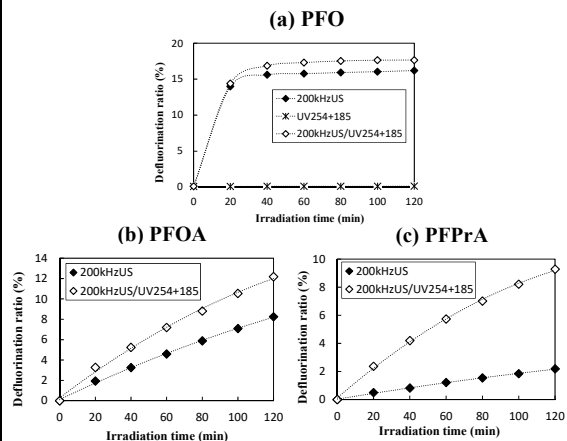 (a) PFO
Defluorination ratio (%)
20
15
10
5
0
200kHzUS
UV254+185
200kHzUS/UV254+185
0 20 40 60 80 100 120
Irradiation time (min)
(b) PFOA
Defluorination ratio (%)
14
12
10
8
6
4
2
0
200kHzUS
200kHzUS/UV254+185
0 20 40 60 80 100 120
Irradiation time (min)
(c) PFPrA
Defluorination ratio (%)
10
8
6
4
2
0
200kHzUS
200kHzUS/UV254+185
0 20 40 60 80 100 120
Irradiation time (min)